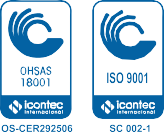 OHSAS
18001
icontec
internacional
OS-CER292506
ISO 9001
icontec
internacional
SC 002-1